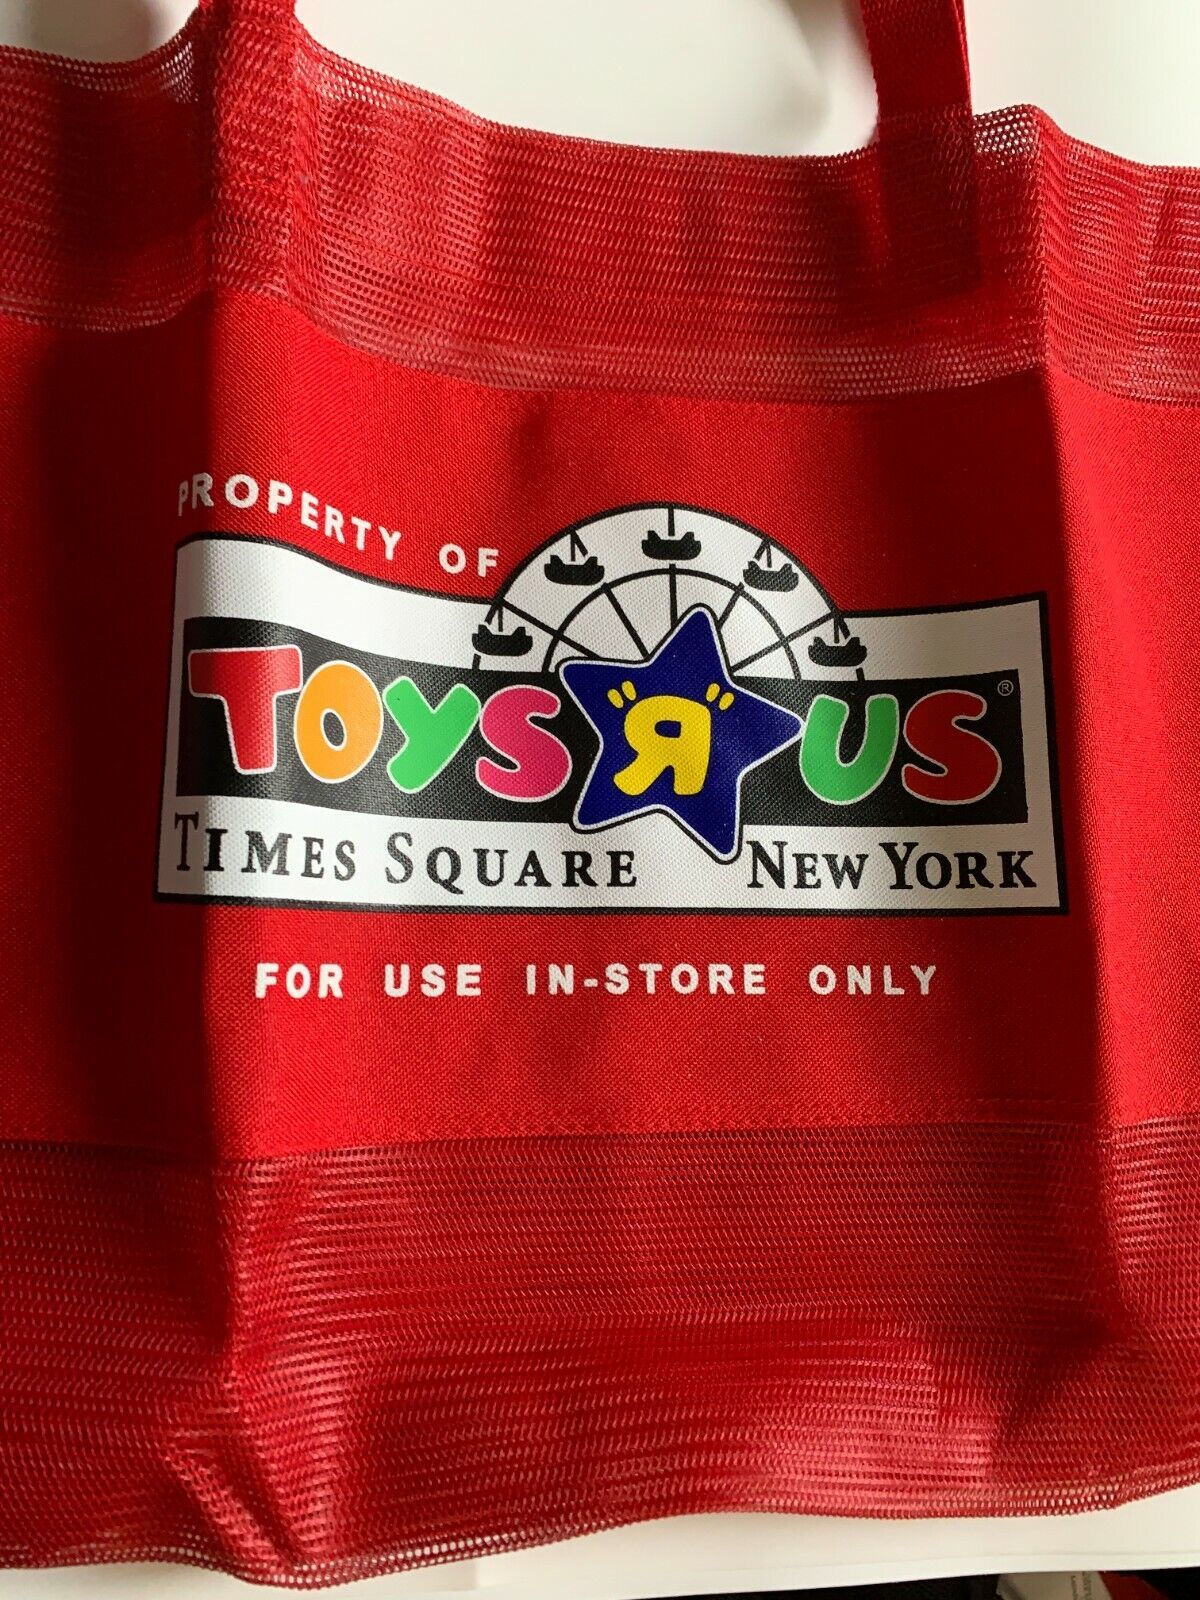 PROPERTY OF
TOYS "R" US®
TIMES SQUARE NEW YORK
FOR USE IN-STORE ONLY